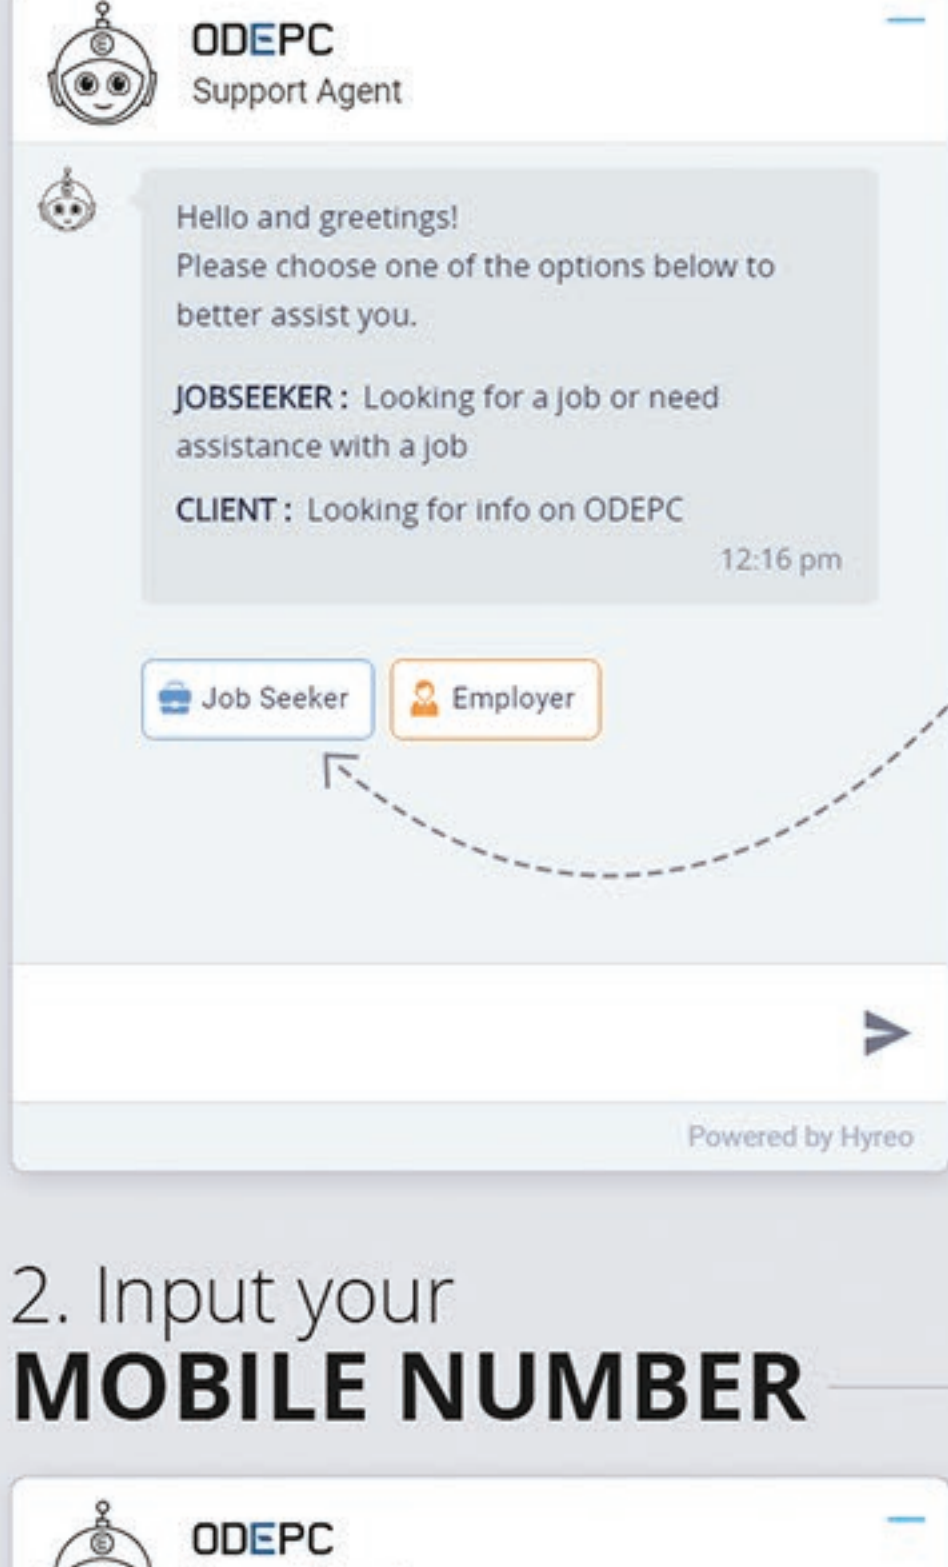 ODEPC
Support Agent
Hello and greetings!
Please choose one of the options below to
better assist you.
JOBSEEKER : Looking for a job or need
assistance with a job
CLIENT : Looking for info on ODEPC
12:16 pm
Job Seeker
Employer
Powered by Hyreo
2. Input your
MOBILE NUMBER
ODEPC